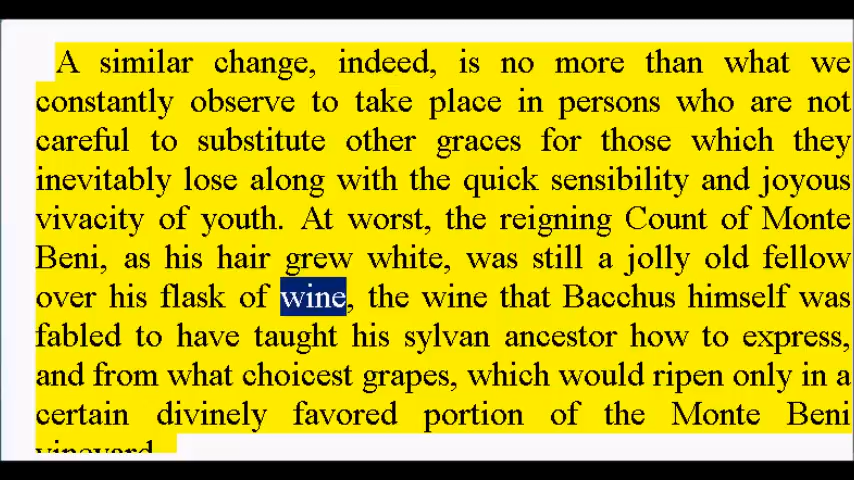 A similar change, indeed, is no more than what we
constantly observe to take place in persons who are not
careful to substitute other graces for those which they
inevitably lose along with the quick sensibility and joyous
vivacity of youth. At worst, the reigning Count of Monte
Beni, as his hair grew white, was still a jolly old fellow
over his flask of wine, the wine that Bacchus himself was
fabled to have taught his sylvan ancestor how to express,
and from what choicest grapes, which would ripen only in a
certain divinely favored portion of the Monte Beni
vineyard.